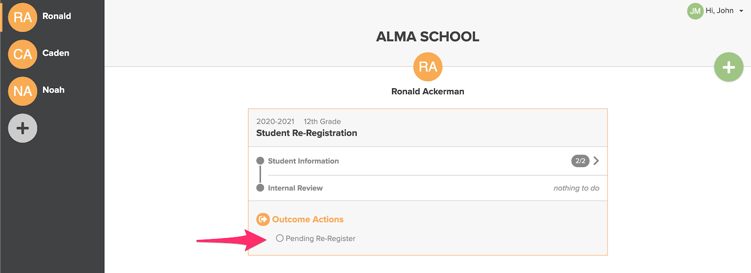 RA Ronald
CA Caden
NA Noah
JM Hi, John
ALMA SCHOOL
RA
Ronald Ackerman
2020-2021 12th Grade
Student Re-Registration
Student Information 2/2
Internal Review nothing to do
Outcome Actions
Pending Re-Register